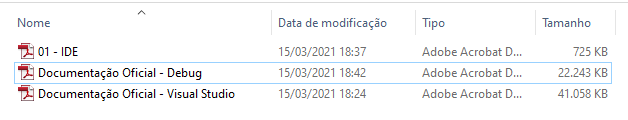 Nome Data de modificação Tipo Tamanho
01 - IDE 15/03/2021 18:37 Adobe Acrobat D... 725 KB
Documentação Oficial - Debug 15/03/2021 18:42 Adobe Acrobat D... 22.243 KB
Documentação Oficial - Visual Studio 15/03/2021 18:24 Adobe Acrobat D... 41.058 KB